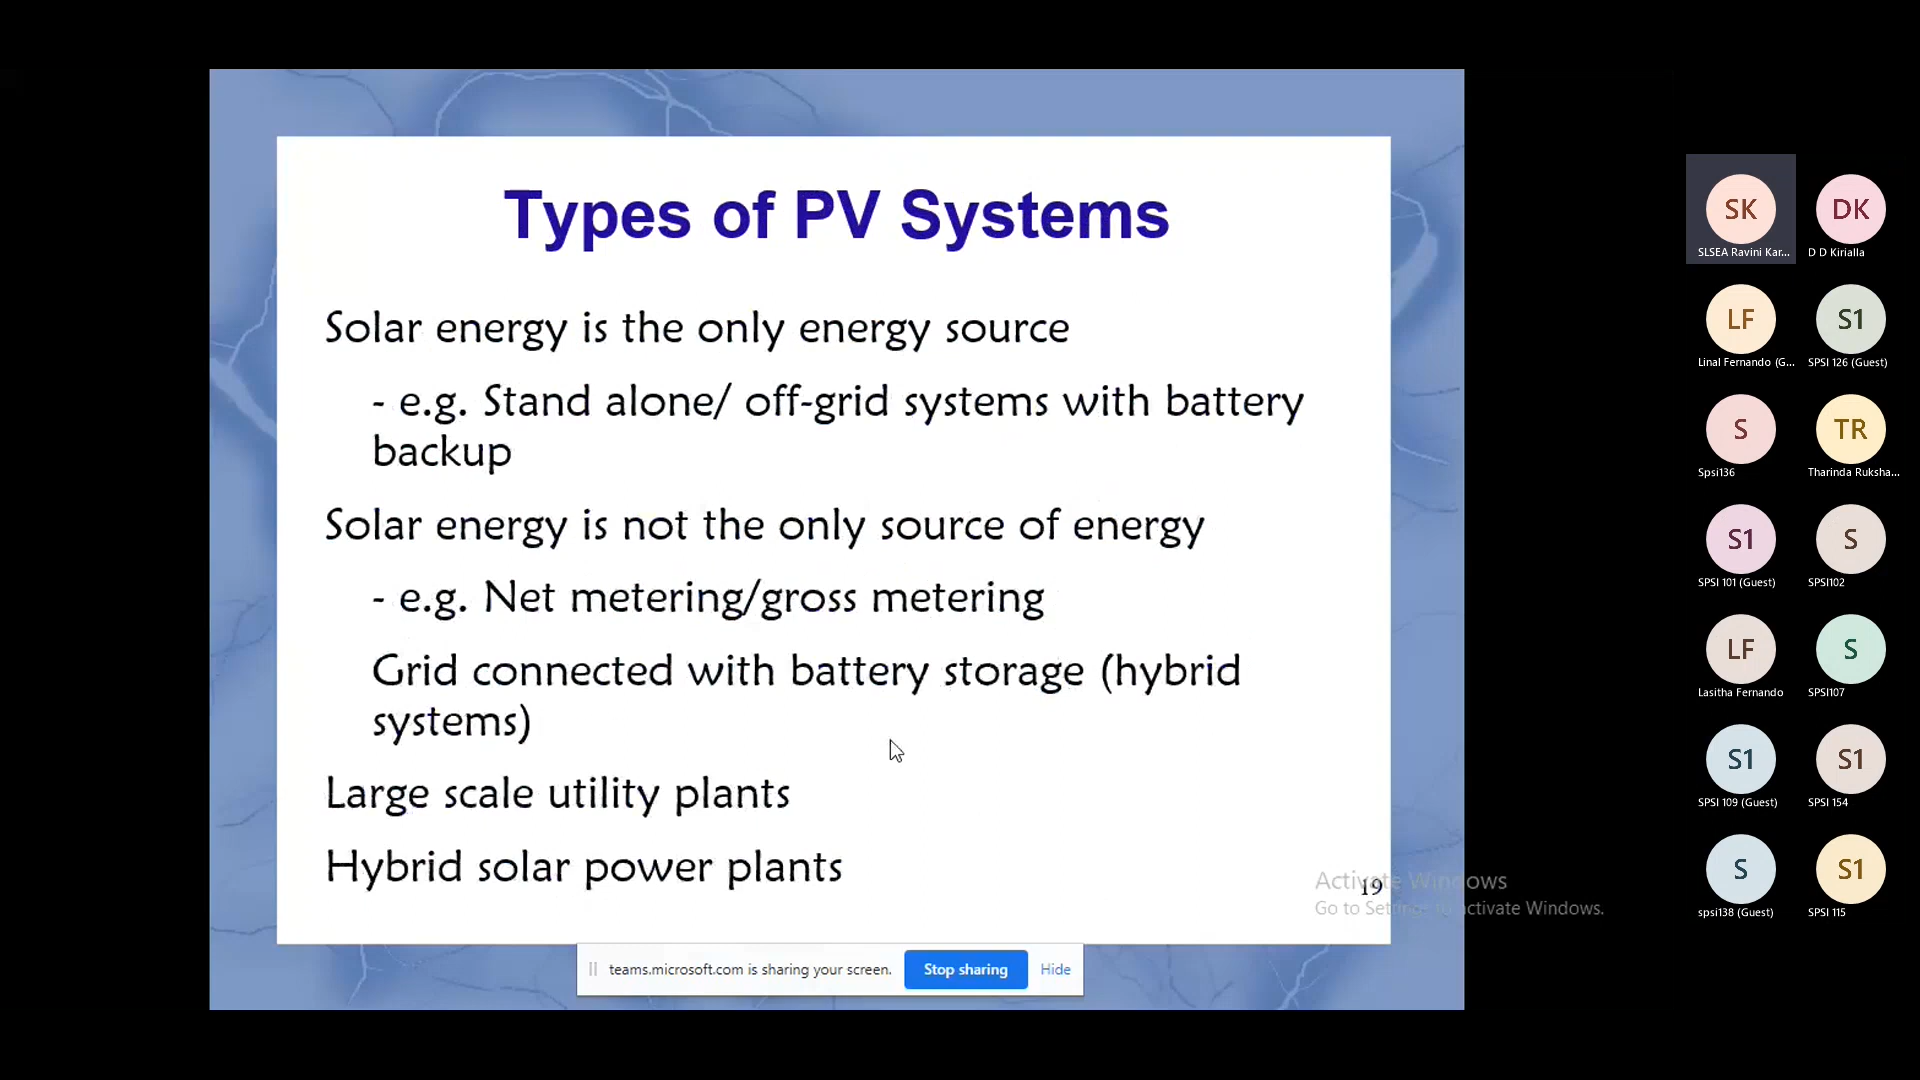 Types of PV Systems
Solar energy is the only energy source
- e.g. Stand alone/ off-grid systems with battery
backup
Solar energy is not the only source of energy
- e.g. Net metering/gross metering
Grid connected with battery storage (hybrid
systems)
Large scale utility plants
Hybrid solar power plants
19
Activate Windows
Go to Settings to activate Windows.
teams.microsoft.com is sharing your screen.
Stop sharing
Hide
SK
SLSEA Ravini Kar...
DK
D D Kirialla
LF
Linal Fernando (G...
S1
SPSI 126 (Guest)
S
Spsi136
TR
Tharinda Ruksha...
S1
SPSI 101 (Guest)
S
SPSI102
LF
Lasitha Fernando
S
SPSI107
S1
SPSI 109 (Guest)
S1
SPSI 154
S
spsi138 (Guest)
S1
SPSI 115